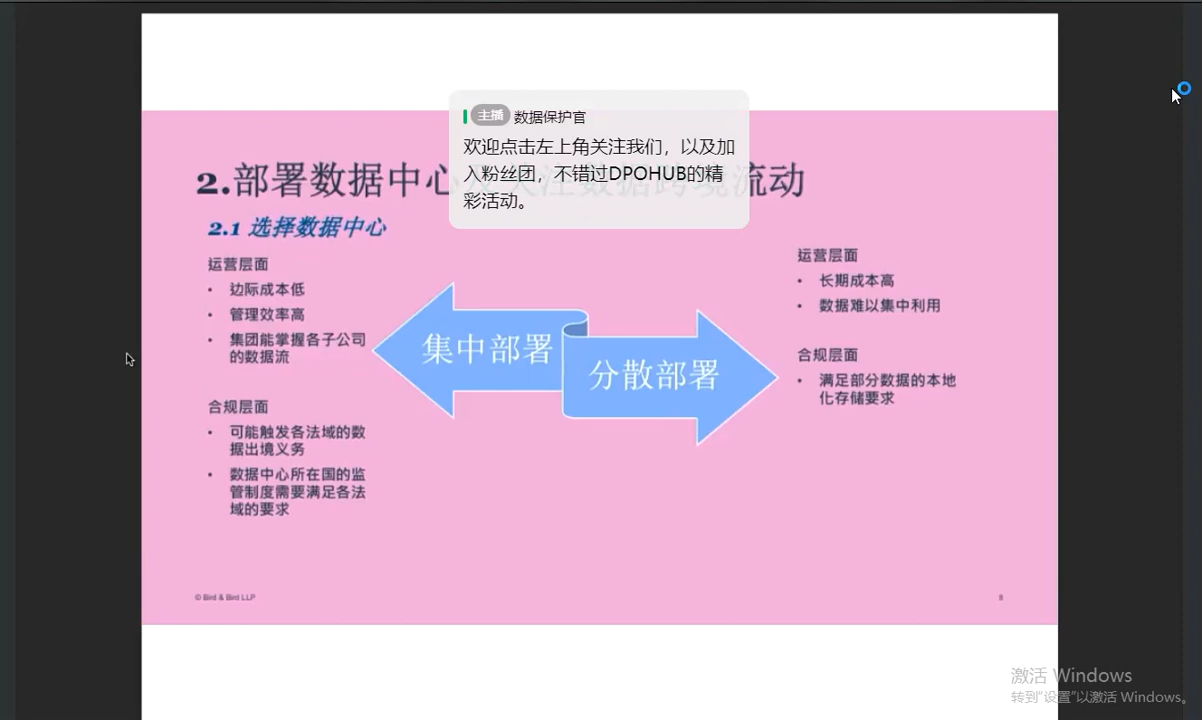 主播 数据保护官
欢迎点击左上角关注我们，以及加
入粉丝团，不错过DPOHUB的精
彩活动。
2.部署数据中心及关注数据跨境流动
2.1 选择数据中心
运营层面
• 边际成本低
• 管理效率高
• 集团能掌握各子公司
的数据流
合规层面
• 可能触发各法域的数
据出境义务
• 数据中心所在国的监
管制度需要满足各法
域的要求
集中部署
分散部署
运营层面
• 长期成本高
• 数据难以集中利用
合规层面
• 满足部分数据的本地
化存储要求
© Bird & Bird LLP
8
激活 Windows
转到“设置”以激活 Windows。